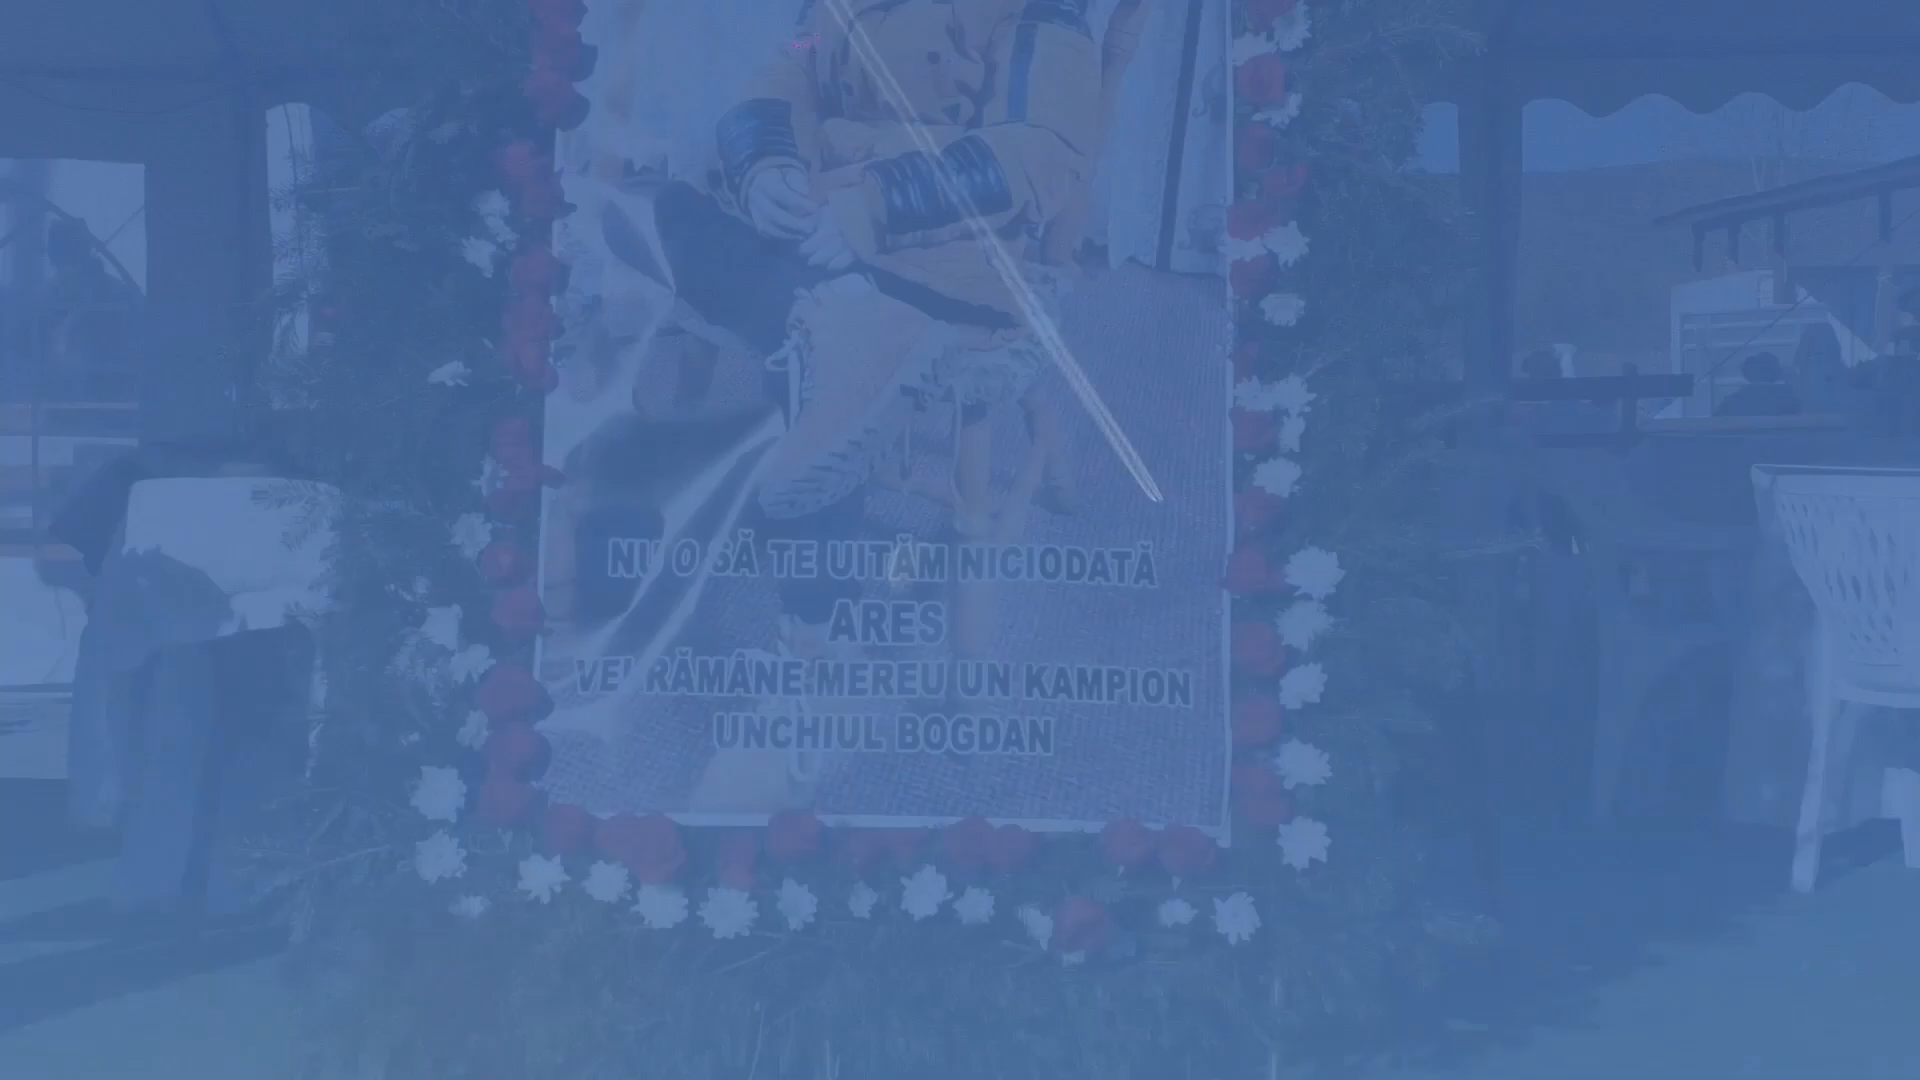 NU O SĂ TE UITĂM NICIODATĂ
ARES
VEI RĂMÂNE MEREU UN KAMPION
UNCHIUL BOGDAN